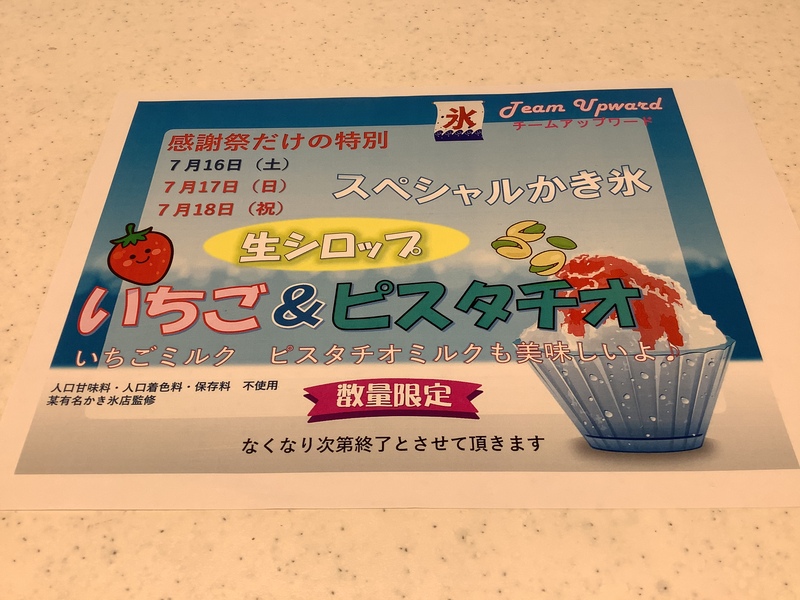 氷
Team Upward
チームアップワード
感謝祭だけの特別
7月16日（土）
7月17日（日）
7月18日（祝）
スペシャルかき氷
生シロップ
いちご&ピスタチオ
いちごミルク　ピスタチオミルクも美味しいよ♪
人口甘味料・人口着色料・保存料　不使用
某有名かき氷店監修
数量限定
なくなり次第終了とさせて頂きます